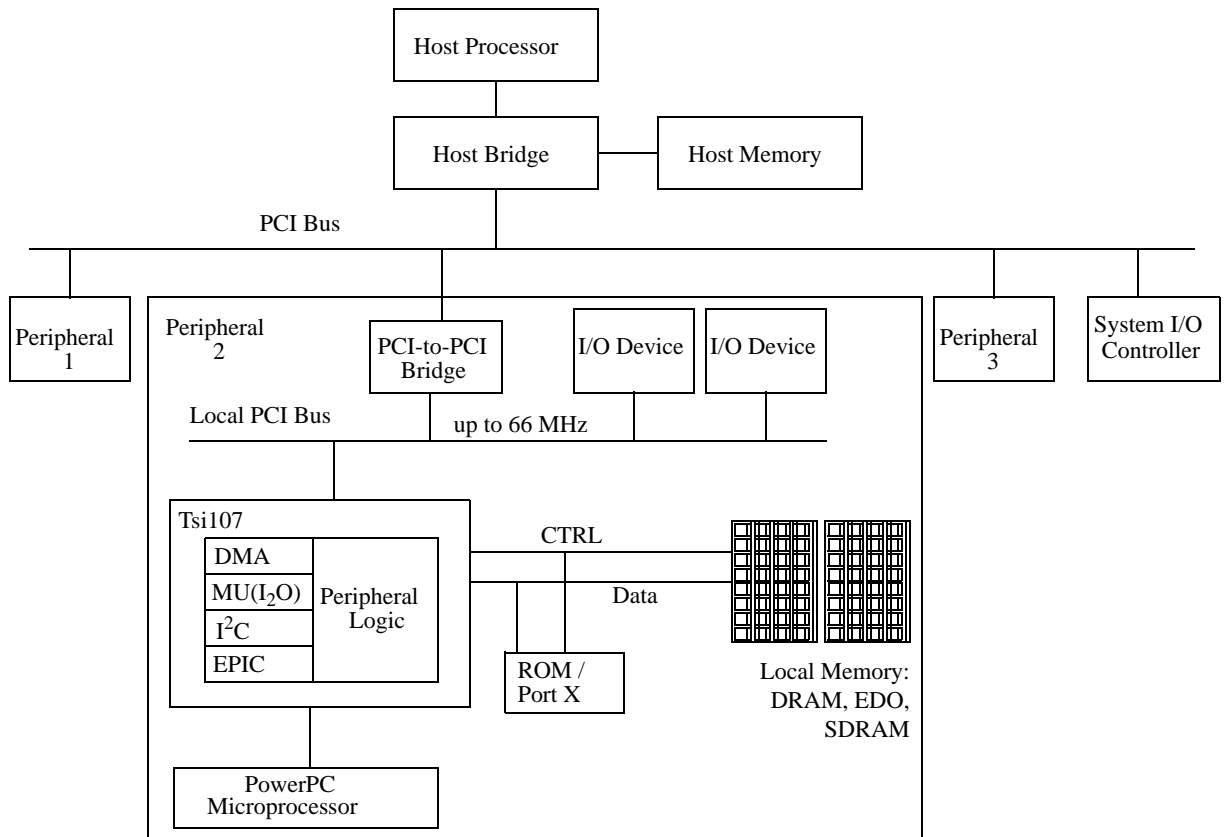 Host Processor
Host Bridge
Host Memory
PCI Bus
Peripheral
1
Peripheral
2
PCI-to-PCI
Bridge
I/O Device
I/O Device
Peripheral
3
System I/O
Controller
Local PCI Bus
up to 66 MHz
Tsi107
DMA
MU(I₂O)
I²C
EPIC
Peripheral
Logic
CTRL
Data
ROM /
Port X
Local Memory:
DRAM, EDO,
SDRAM
PowerPC
Microprocessor